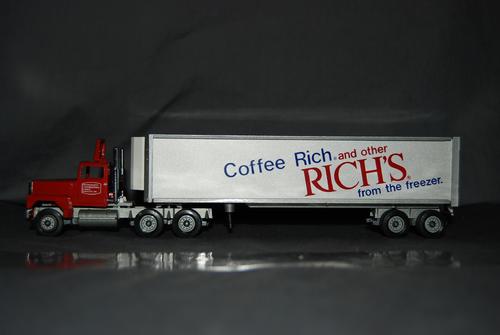 Coffee Rich® and other
RICH'S®
from the freezer.